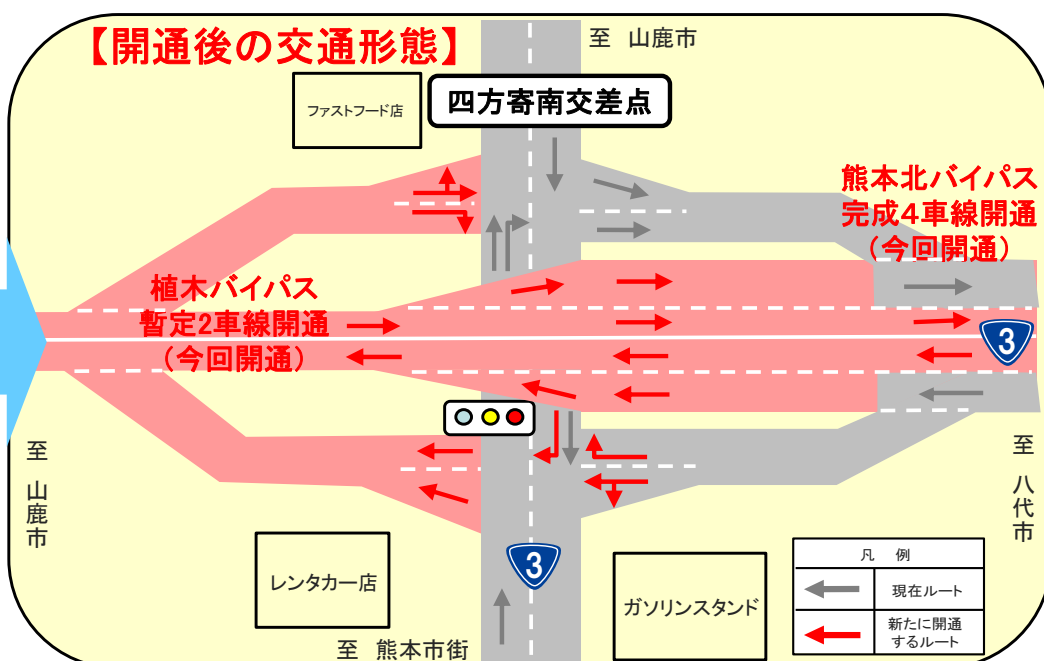 【開通後の交通形態】
至 山鹿市
ファストフード店
四方寄南交差点
熊本北バイパス
完成4車線開通
(今回開通)
植木バイパス
暫定2車線開通
(今回開通)
3
至 山鹿市
至 八代市
レンタカー店
3
ガソリンスタンド
至 熊本市街
凡 例
現在ルート
新たに開通
するルート